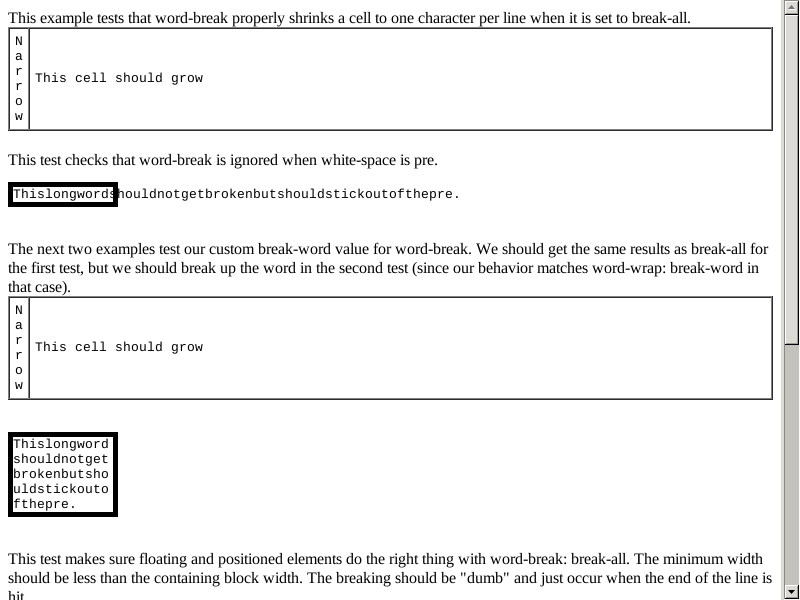 This example tests that word-break properly shrinks a cell to one character per line when it is set to break-all.
N
a
r
r
o
w
This cell should grow
This test checks that word-break is ignored when white-space is pre.
Thislongwordshouldnotgetbrokenbutshouldstickoutofthepre.
The next two examples test our custom break-word value for word-break. We should get the same results as break-all for
the first test, but we should break up the word in the second test (since our behavior matches word-wrap: break-word in
that case).
N
a
r
r
o
w
This cell should grow
Thislongword
shouldnotget
brokenbutsho
uldstickouto
fthepre.
This test makes sure floating and positioned elements do the right thing with word-break: break-all. The minimum width
should be less than the containing block width. The breaking should be "dumb" and just occur when the end of the line is
hit.